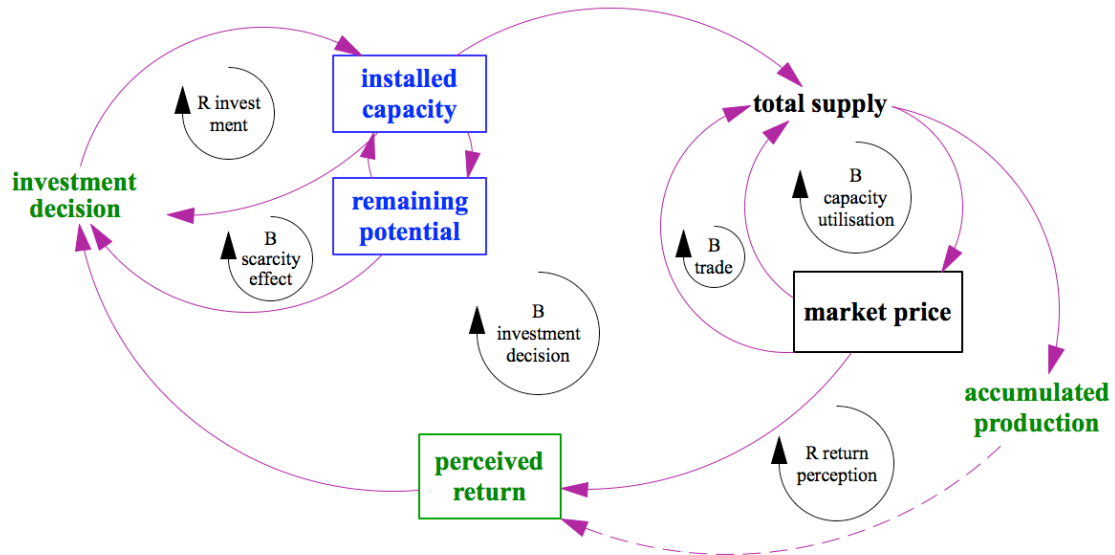 installed
capacity
total supply
R invest
ment
investment
decision
remaining
potential
B
capacity
utilisation
B
scarcity
effect
B
trade
B
investment
decision
market price
accumulated
production
perceived
return
R return
perception